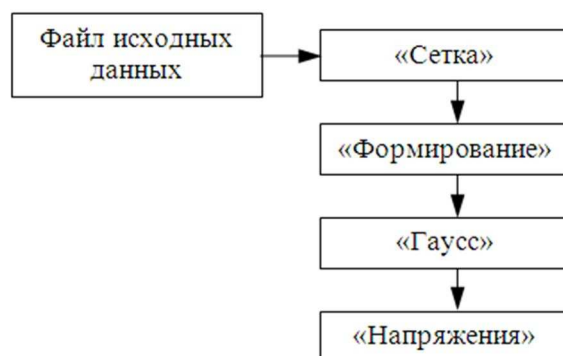 Файл исходных
данных
«Сетка»
«Формирование»
«Гаусс»
«Напряжения»